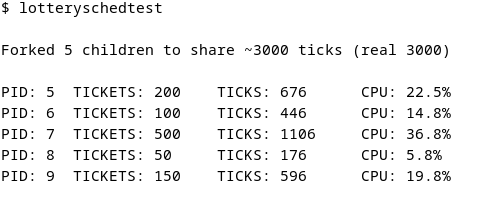 $ lotteryschedtest
Forked 5 children to share ~3000 ticks (real 3000)
PID: 5  TICKETS: 200    TICKS: 676      CPU: 22.5%
PID: 6  TICKETS: 100    TICKS: 446      CPU: 14.8%
PID: 7  TICKETS: 500    TICKS: 1106     CPU: 36.8%
PID: 8  TICKETS: 50     TICKS: 176      CPU: 5.8%
PID: 9  TICKETS: 150    TICKS: 596      CPU: 19.8%